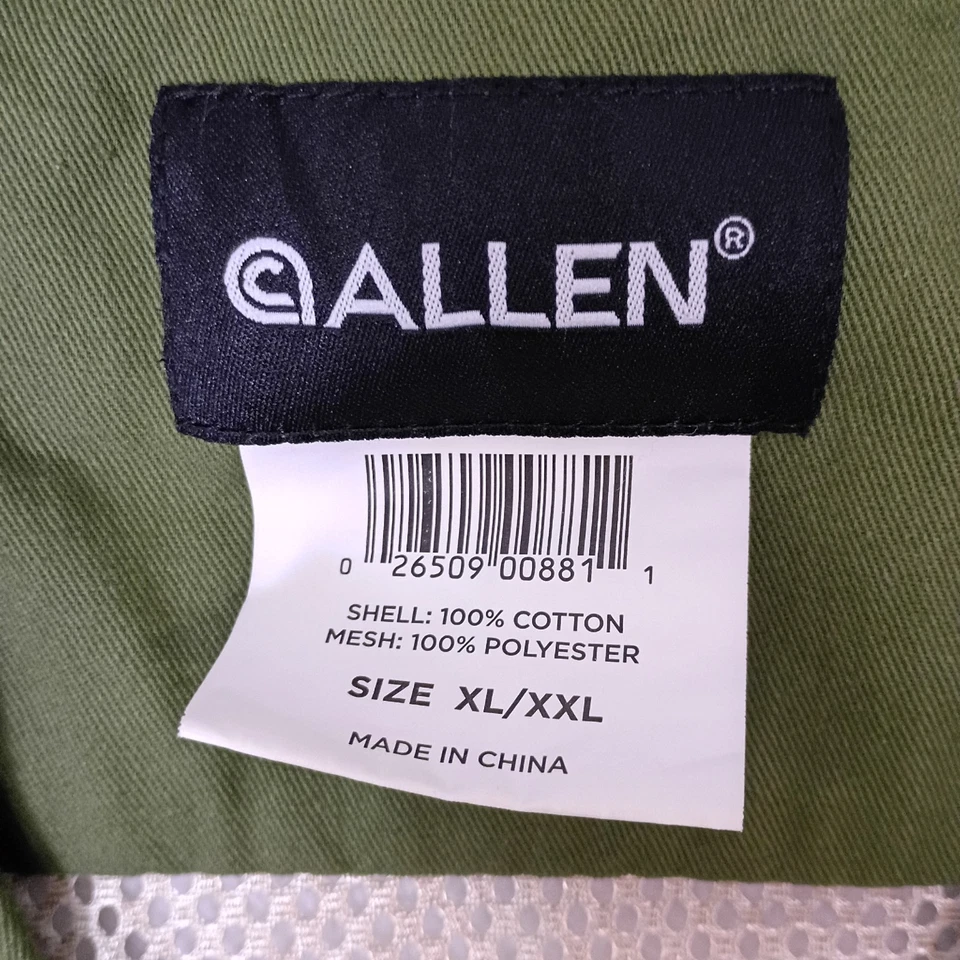 ALLEN®
0 26509 00881 1
SHELL: 100% COTTON
MESH: 100% POLYESTER
SIZE XL/XXL
MADE IN CHINA